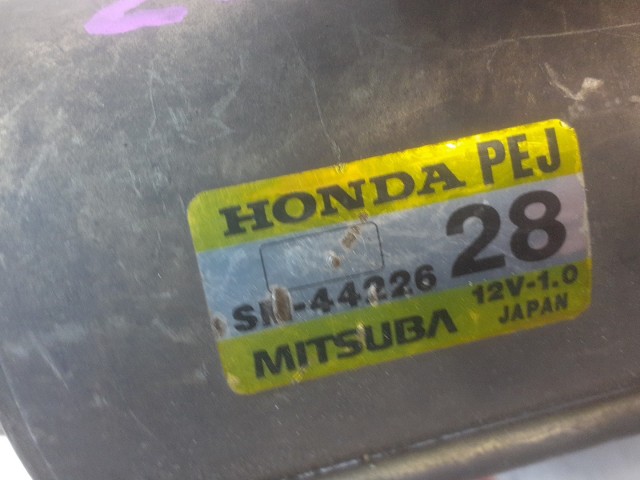 HONDA PEJ
28
SM-44226
12V-1.0
MITSUBA JAPAN